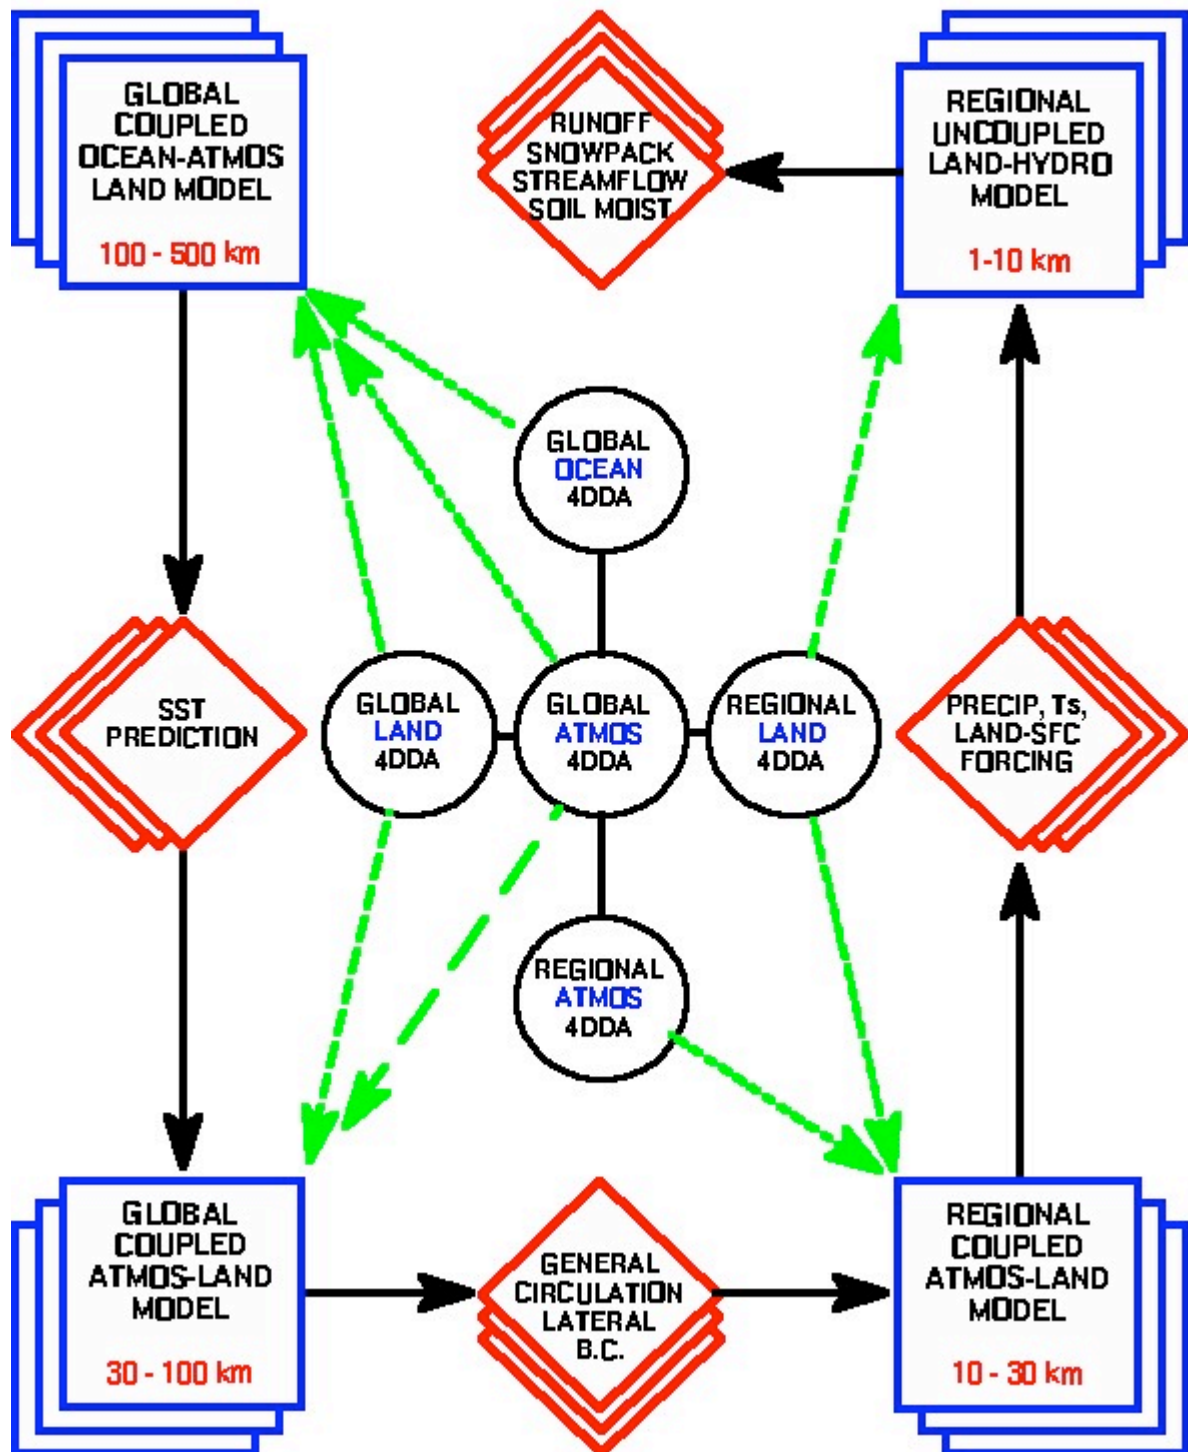 GLOBAL
COUPLED
OCEAN-ATMOS
LAND MODEL
100 - 500 km
RUNOFF
SNOWPACK
STREAMFLOW
SOIL MOIST
REGIONAL
UNCOUPLED
LAND-HYDRO
MODEL
1-10 km
GLOBAL
OCEAN
4DDA
SST
PREDICTION
GLOBAL
LAND
4DDA
GLOBAL
ATMOS
4DDA
REGIONAL
LAND
4DDA
PRECIP, Ts,
LAND-SFC
FORCING
REGIONAL
ATMOS
4DDA
GLOBAL
COUPLED
ATMOS-LAND
MODEL
30 - 100 km
GENERAL
CIRCULATION
LATERAL
B.C.
REGIONAL
COUPLED
ATMOS-LAND
MODEL
10 - 30 km